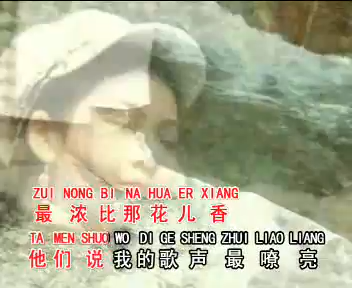 ZUI NONG BI NA HUA ER XIANG
最 浓 比 那 花 儿 香
TA MEN SHUO WO DI GE SHENG ZHUI LIAO LIANG
他 们 说 我 的 歌 声 最 嘹 亮